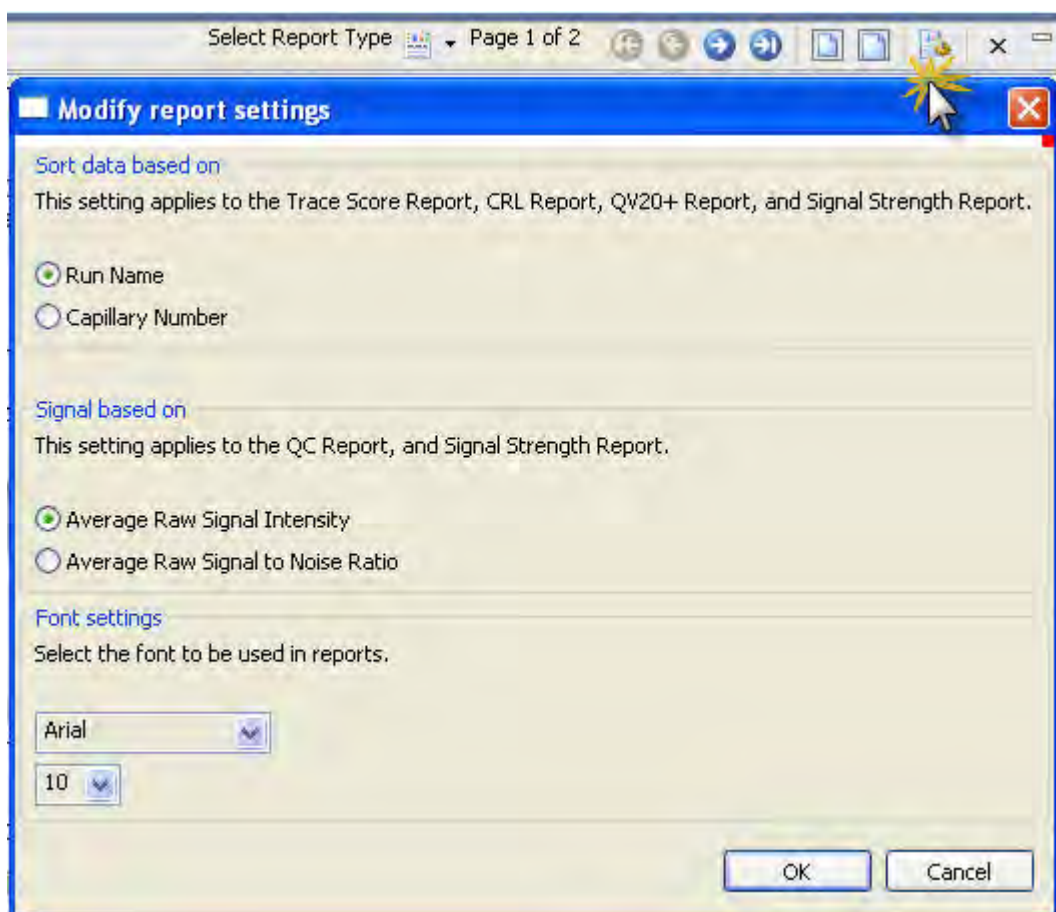 Select Report Type Page 1 of 2
Modify report settings
Sort data based on
This setting applies to the Trace Score Report, CRL Report, QV20+ Report, and Signal Strength Report.
Run Name
Capillary Number
Signal based on
This setting applies to the QC Report, and Signal Strength Report.
Average Raw Signal Intensity
Average Raw Signal to Noise Ratio
Font settings
Select the font to be used in reports.
Arial
10
OK Cancel